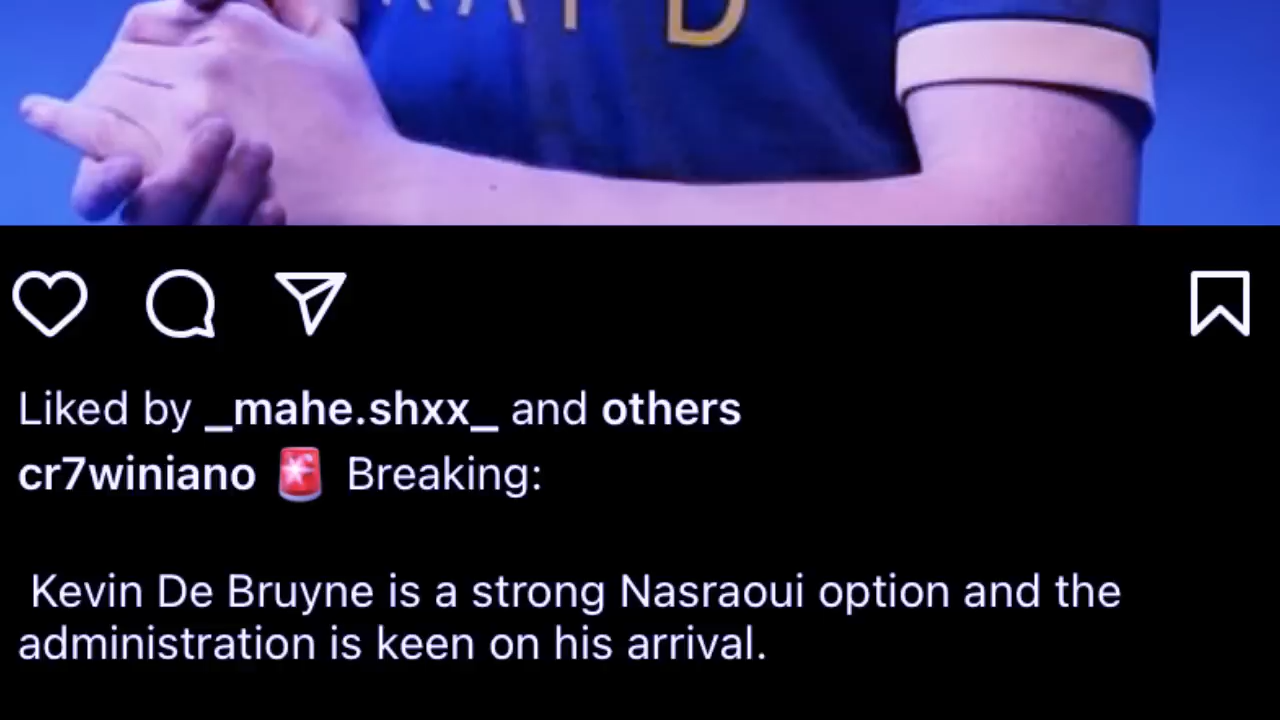 D
Liked by _mahe.shxx_ and others
cr7winiano 🚨 Breaking:
Kevin De Bruyne is a strong Nasraoui option and the
administration is keen on his arrival.